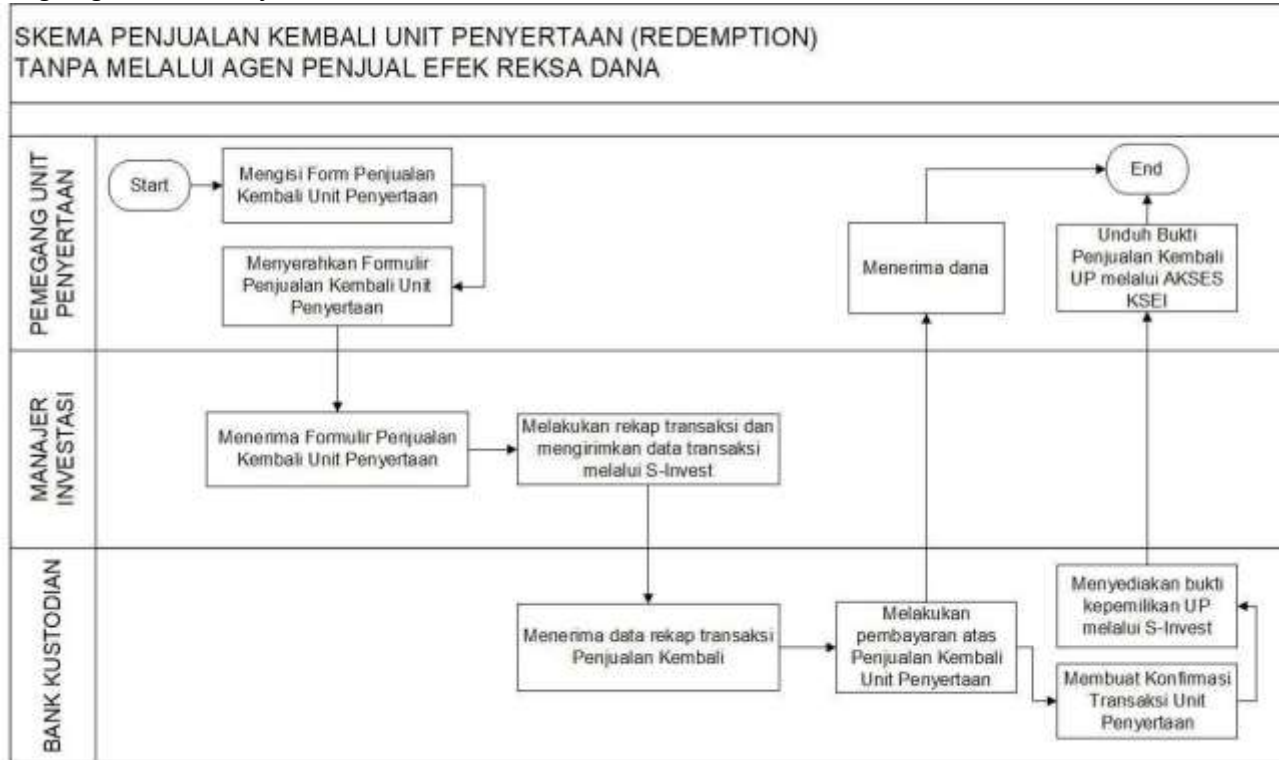 SKEMA PENJUALAN KEMBALI UNIT PENYERTAAN (REDEMPTION)
TANPA MELALUI AGEN PENJUAL EFEK REKSA DANA
PEMEGANG UNIT
PENYERTAAN
Start
Mengisi Form Penjualan
Kembali Unit Penyertaan
Menyerahkan Formulir
Penjualan Kembali Unit
Penyertaan
Menerima dana
End
Unduh Bukti
Penjualan Kembali
UP melalui AKSES
KSEI
MANAJER
INVESTASI
Menerima Formulir Penjualan
Kembali Unit Penyertaan
Melakukan rekap transaksi dan
mengirimkan data transaksi
melalui S-Invest
BANK KUSTODIAN
Menerima data rekap transaksi
Penjualan Kembali
Melakukan
pembayaran atas
Penjualan Kembali
Unit Penyertaan
Membuat Konfirmasi
Transaksi Unit
Penyertaan
Menyediakan bukti
kepemilikan UP
melalui S-Invest